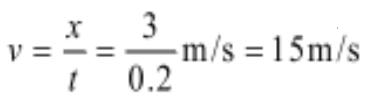 v = x/t = 3/0.2 m/s = 15m/s